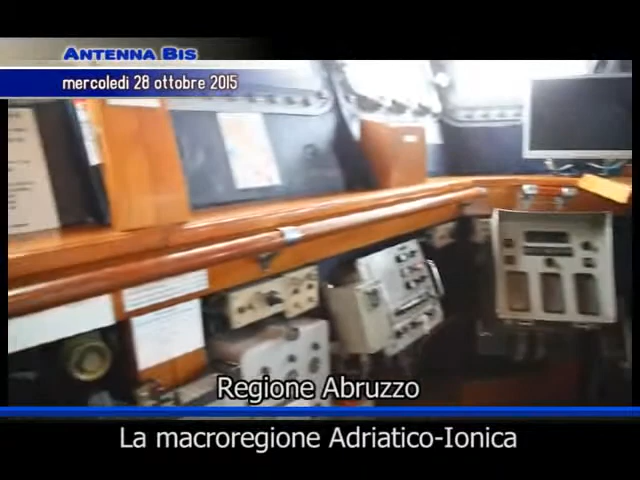 Antenna Bis
mercoledì 28 ottobre 2015
Regione Abruzzo
La macroregione Adriatico-Ionica